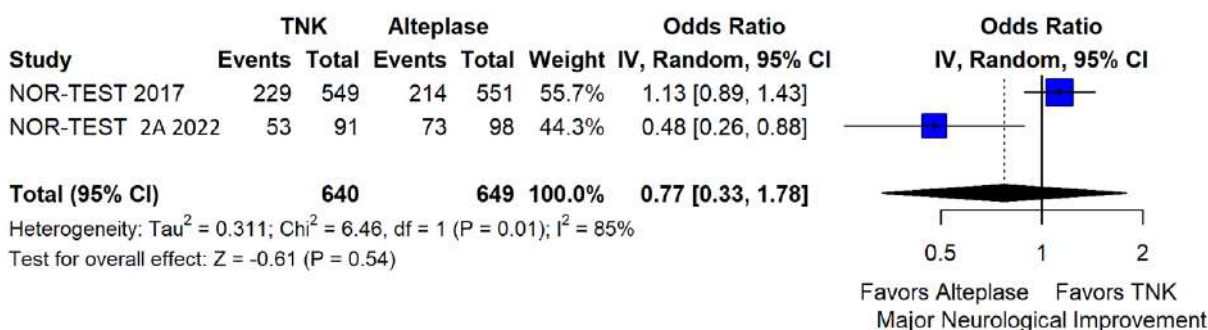 TNK Alteplase Odds Ratio Odds Ratio
Study Events Total Events Total Weight IV, Random, 95% CI IV, Random, 95% CI
NOR-TEST 2017 229 549 214 551 55.7% 1.13 [0.89, 1.43]
NOR-TEST 2A 2022 53 91 73 98 44.3% 0.48 [0.26, 0.88]
Total (95% CI) 640 649 100.0% 0.77 [0.33, 1.78]
Heterogeneity: Tau² = 0.311; Chi² = 6.46, df = 1 (P = 0.01); I² = 85%
Test for overall effect: Z = -0.61 (P = 0.54)
0.5 1 2
Favors Alteplase Favors TNK
Major Neurological Improvement